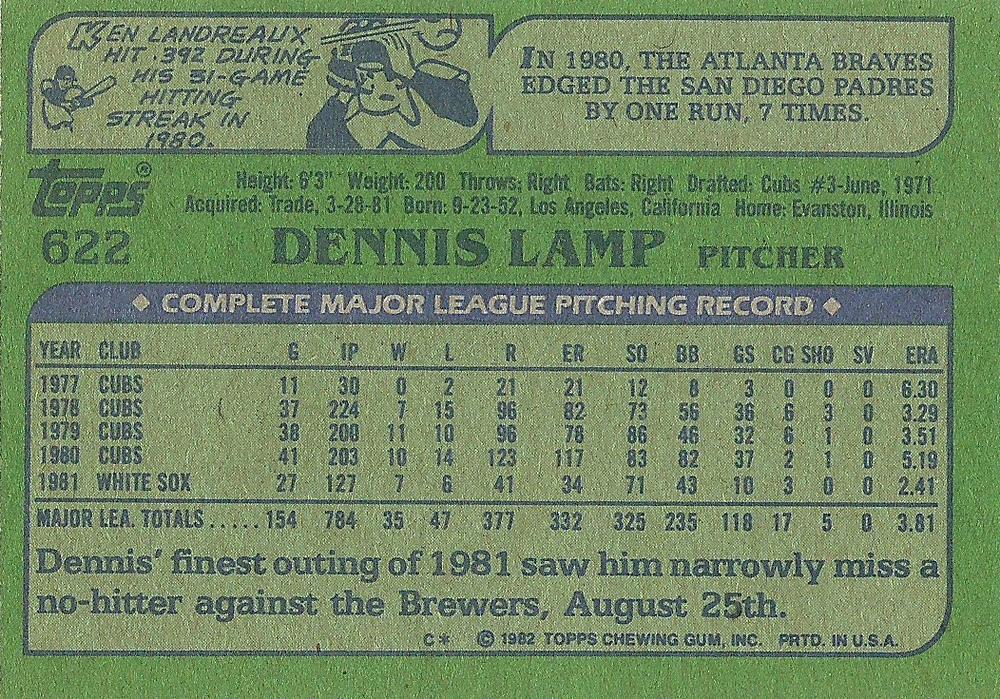 KEN LANDREAUX
HIT .392 DURING
HIS 31-GAME
HITTING
STREAK IN
1980.
IN 1980, THE ATLANTA BRAVES
EDGED THE SAN DIEGO PADRES
BY ONE RUN, 7 TIMES.
Topps®
Height: 6'3" Weight: 200 Throws: Right Bats: Right Drafted: Cubs #3-June, 1971
Acquired: Trade, 3-28-81 Born: 9-23-52, Los Angeles, California Home: Evanston, Illinois
622 DENNIS LAMP PITCHER
◆ COMPLETE MAJOR LEAGUE PITCHING RECORD ◆
YEAR CLUB G IP W L R ER SO BB GS CG SHO SV ERA
1977 CUBS 11 30 0 2 21 21 12 8 3 0 0 0 6.30
1978 CUBS 37 224 7 15 96 82 73 56 36 6 3 0 3.29
1979 CUBS 38 200 11 10 96 78 86 46 32 6 1 0 3.51
1980 CUBS 41 203 10 14 123 117 83 82 37 2 1 0 5.19
1981 WHITE SOX 27 127 7 6 41 34 71 43 10 3 0 0 2.41
MAJOR LEA. TOTALS ..... 154 784 35 47 377 332 325 235 118 17 5 0 3.81
Dennis' finest outing of 1981 saw him narrowly miss a
no-hitter against the Brewers, August 25th.
C* © 1982 TOPPS CHEWING GUM, INC. PRTD. IN U.S.A.